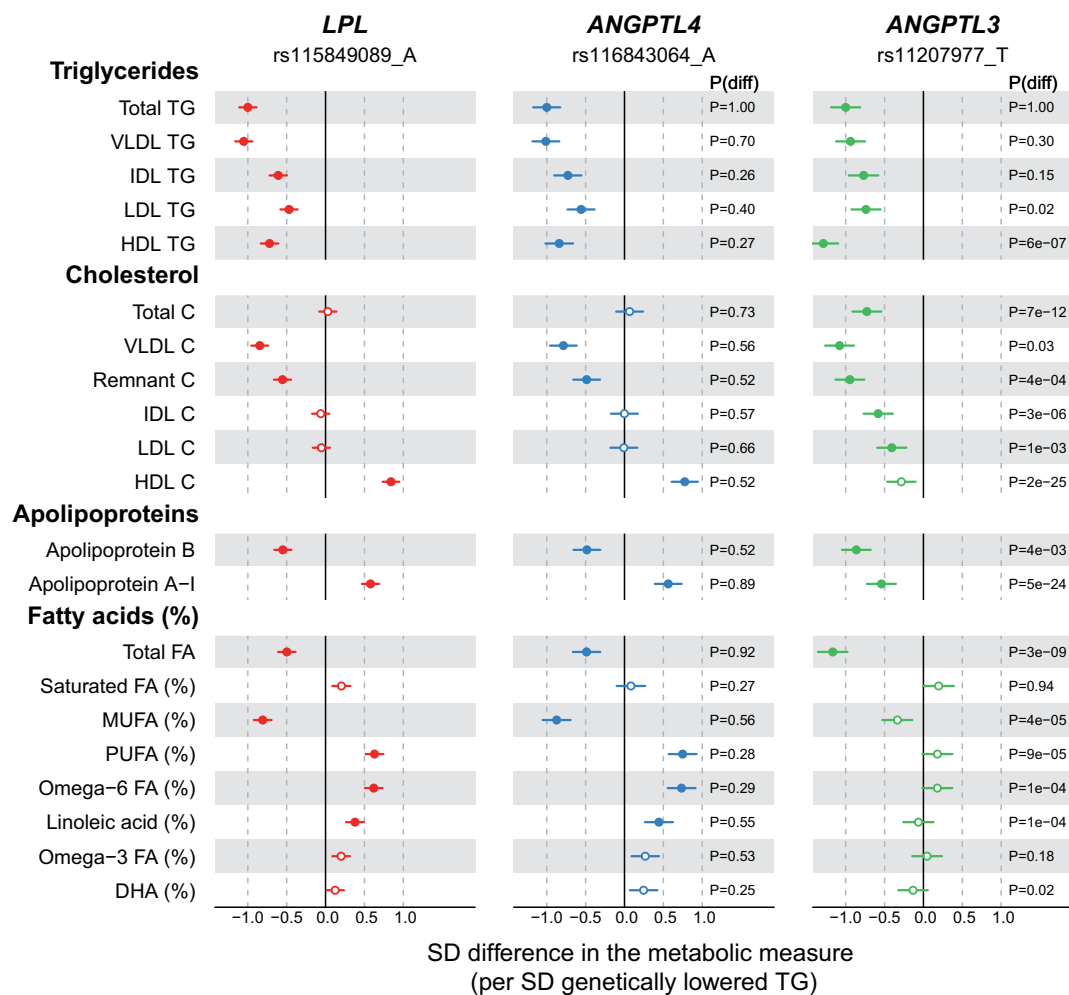 LPL ANGPTL4 ANGPTL3
rs115849089_A rs116843064_A rs11207977_T
Triglycerides P(diff) P(diff)
Total TG P=1.00 P=1.00
VLDL TG P=0.70 P=0.30
IDL TG P=0.26 P=0.15
LDL TG P=0.40 P=0.02
HDL TG P=0.27 P=6e−07
Cholesterol
Total C P=0.73 P=7e−12
VLDL C P=0.56 P=0.03
Remnant C P=0.52 P=4e−04
IDL C P=0.57 P=3e−06
LDL C P=0.66 P=1e−03
HDL C P=0.52 P=2e−25
Apolipoproteins
Apolipoprotein B P=0.52 P=4e−03
Apolipoprotein A−I P=0.89 P=5e−24
Fatty acids (%)
Total FA P=0.92 P=3e−09
Saturated FA (%) P=0.27 P=0.94
MUFA (%) P=0.56 P=4e−05
PUFA (%) P=0.28 P=9e−05
Omega−6 FA (%) P=0.29 P=1e−04
Linoleic acid (%) P=0.55 P=1e−04
Omega−3 FA (%) P=0.53 P=0.18
DHA (%) P=0.25 P=0.02
−1.0 −0.5 0.0 0.5 1.0 −1.0 −0.5 0.0 0.5 1.0 −1.0 −0.5 0.0 0.5 1.0
SD difference in the metabolic measure
(per SD genetically lowered TG)